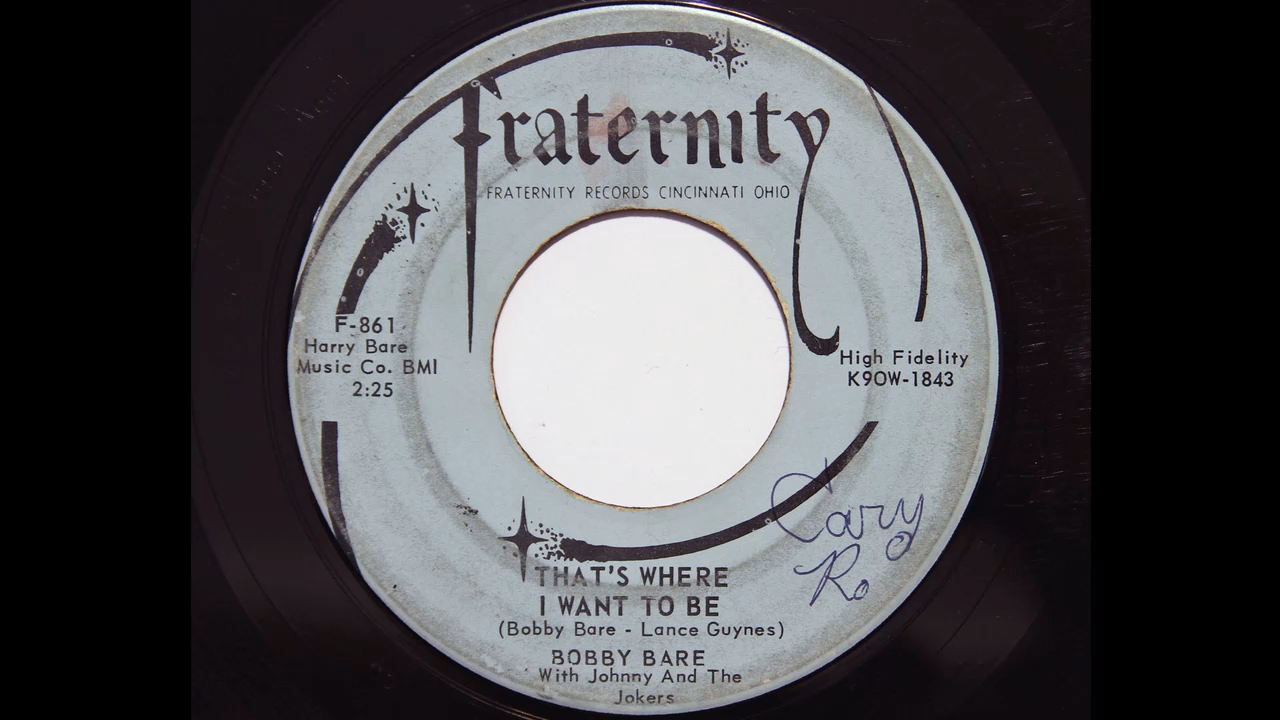 Fraternity
FRATERNITY RECORDS CINCINNATI OHIO
F-861
Harry Bare
Music Co. BMI
2:25
High Fidelity
K9OW-1843
Cary
R.
THAT'S WHERE
I WANT TO BE
(Bobby Bare - Lance Guynes)
BOBBY BARE
With Johnny And The
Jokers